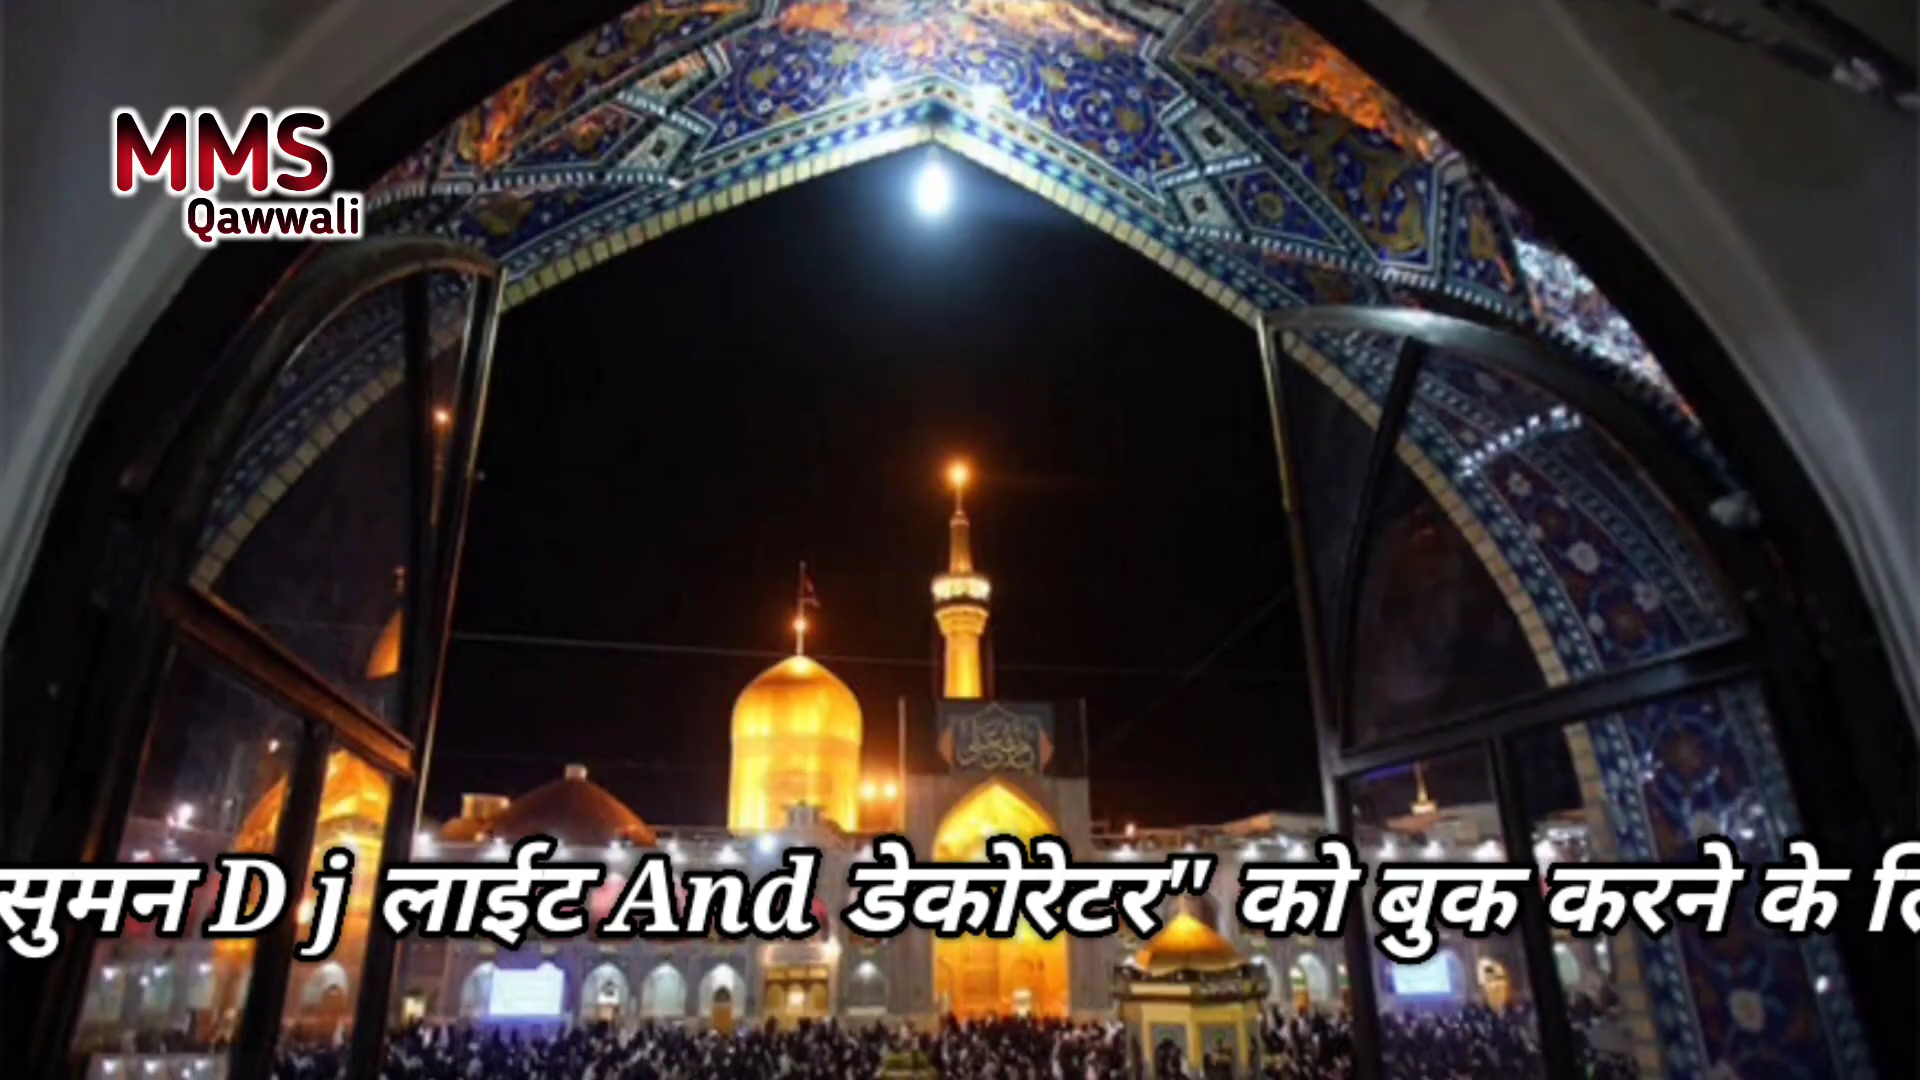 MMS
Qawwali
सुमन D j लाईट And डेकोरेटर" को बुक करने के